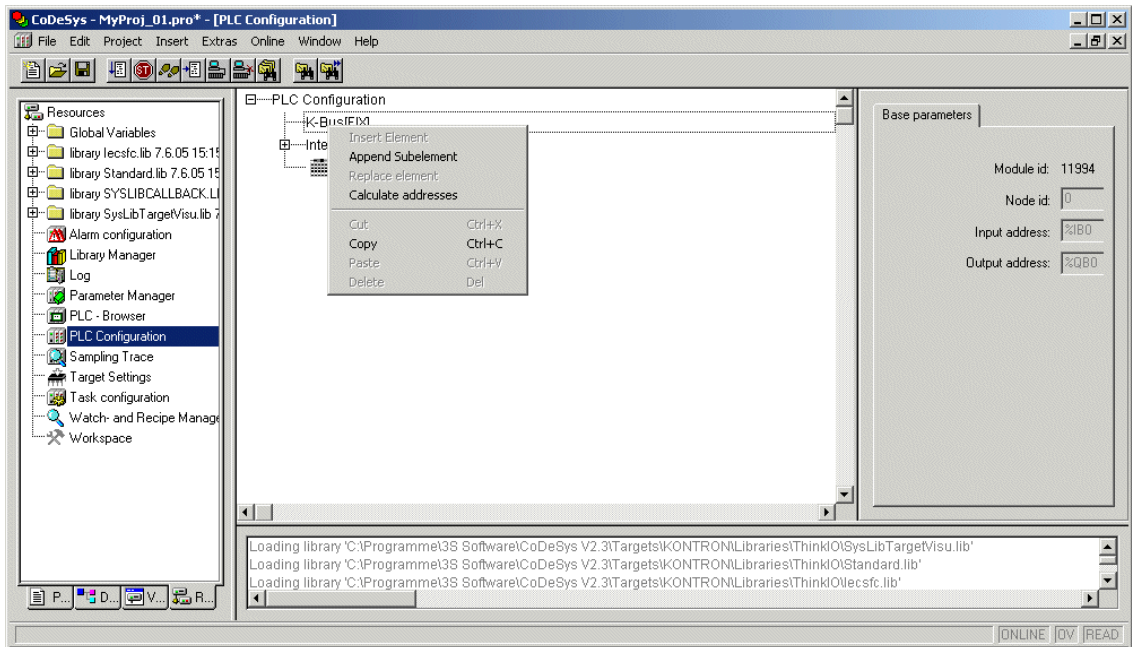 CoDeSys - MyProj_01.pro* - [PLC Configuration]
File Edit Project Insert Extras Online Window Help
Resources
Global Variables
library Iecsfc.lib 7.6.05 15:15
library Standard.lib 7.6.05 15
library SYSLIBCALLBACK.LI
library SysLibTargetVisu.lib 7
Alarm configuration
Library Manager
Log
Parameter Manager
PLC - Browser
PLC Configuration
Sampling Trace
Target Settings
Task configuration
Watch- and Recipe Manage
Workspace
P... D... V... R...
PLC Configuration
K-Bus[FIX]
Inte
Insert Element
Append Subelement
Replace element
Calculate addresses
Cut Ctrl+X
Copy Ctrl+C
Paste Ctrl+V
Delete Del
Base parameters
Module id: 11994
Node id: 0
Input address: %IB0
Output address: %QB0
Loading library 'C:\Programme\3S Software\CoDeSys V2.3\Targets\KONTRON\Libraries\ThinkIO\SysLibTargetVisu.lib'
Loading library 'C:\Programme\3S Software\CoDeSys V2.3\Targets\KONTRON\Libraries\ThinkIO\Standard.lib'
Loading library 'C:\Programme\3S Software\CoDeSys V2.3\Targets\KONTRON\Libraries\ThinkIO\Iecsfc.lib'
ONLINE OV READ